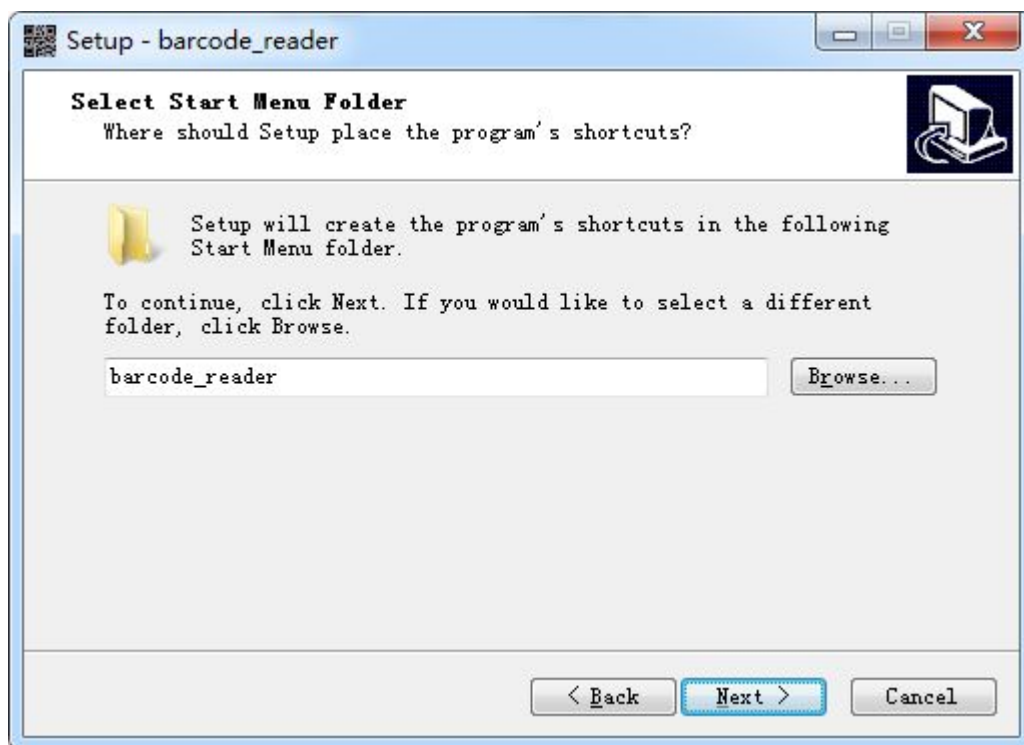 Setup - barcode_reader
Select Start Menu Folder
Where should Setup place the program's shortcuts?
Setup will create the program's shortcuts in the following
Start Menu folder.
To continue, click Next. If you would like to select a different
folder, click Browse.
barcode_reader
Browse...
< Back
Next >
Cancel